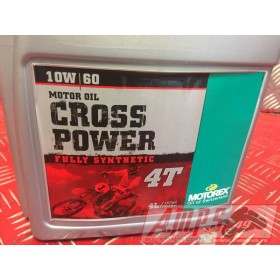 10W/60
MOTOR OIL
CROSS
POWER
FULLY SYNTHETIC
4T
MOTOREX